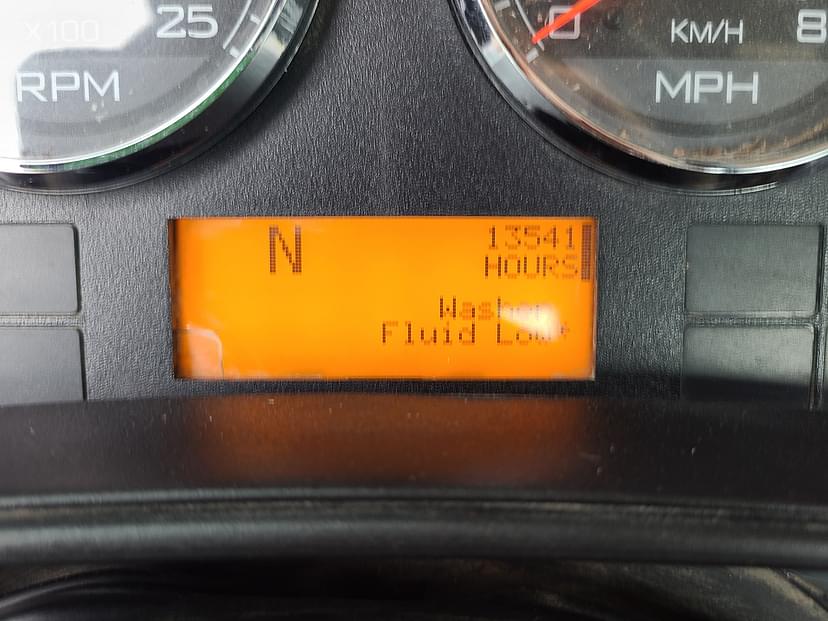 x100
25
RPM
0
KM/H
8
MPH
N
13541
HOURS
Washer
Fluid Low